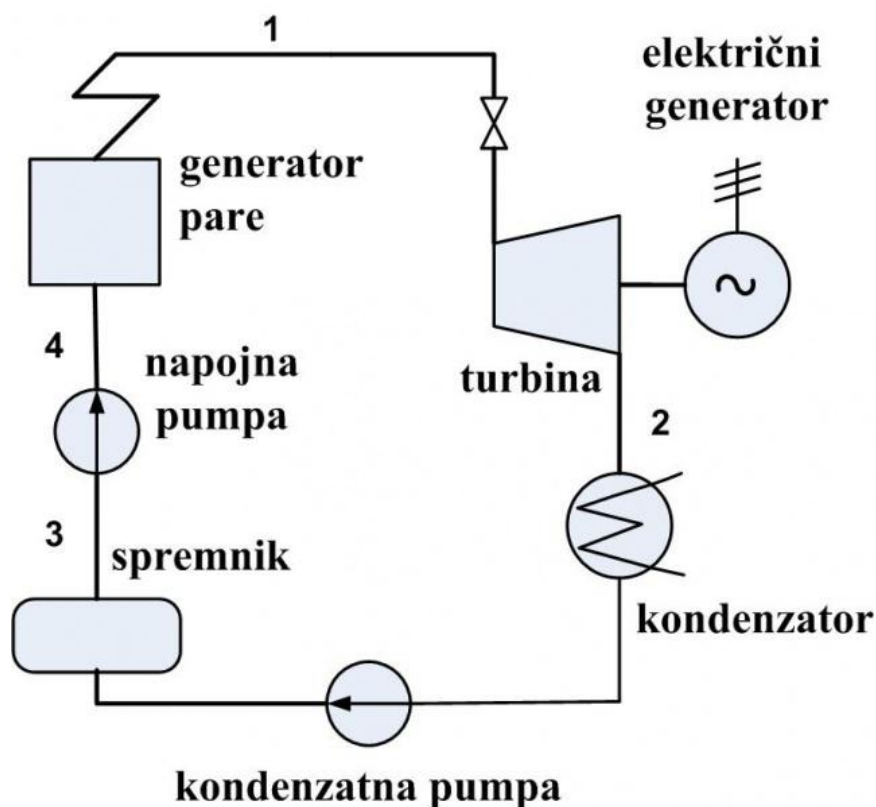 1
električni
generator
generator
pare
4
napojna
pumpa
turbina
2
3
spremnik
kondenzator
kondenzatna pumpa